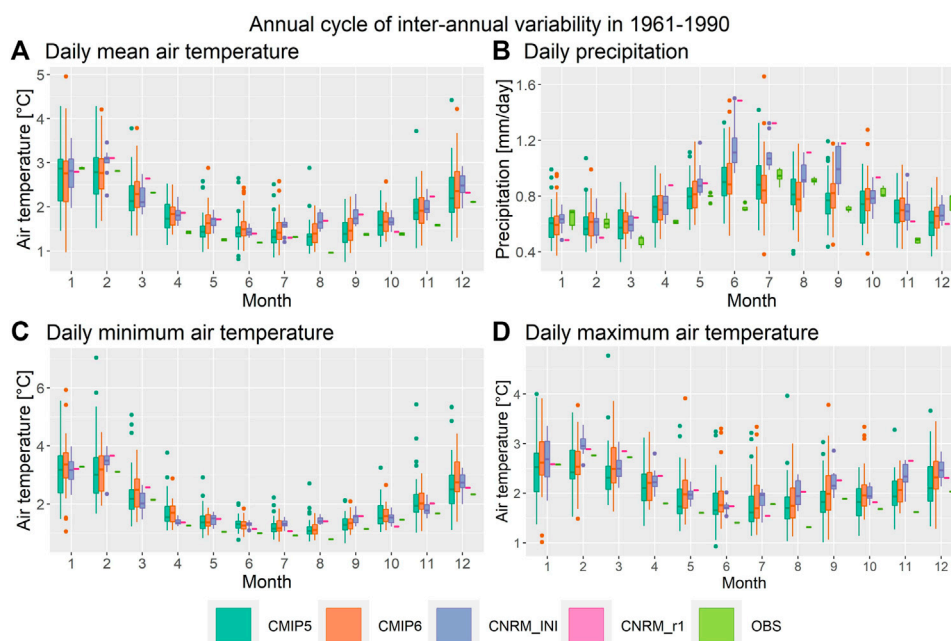 Annual cycle of inter-annual variability in 1961-1990
A Daily mean air temperature
Air temperature [°C]
5
4
3
2
1
1 2 3 4 5 6 7 8 9 10 11 12
Month
B Daily precipitation
Precipitation [mm/day]
1.6
1.2
0.8
0.4
1 2 3 4 5 6 7 8 9 10 11 12
Month
C Daily minimum air temperature
Air temperature [°C]
6
4
2
1 2 3 4 5 6 7 8 9 10 11 12
Month
D Daily maximum air temperature
Air temperature [°C]
4
3
2
1
1 2 3 4 5 6 7 8 9 10 11 12
Month
CMIP5 CMIP6 CNRM_INI CNRM_r1 OBS